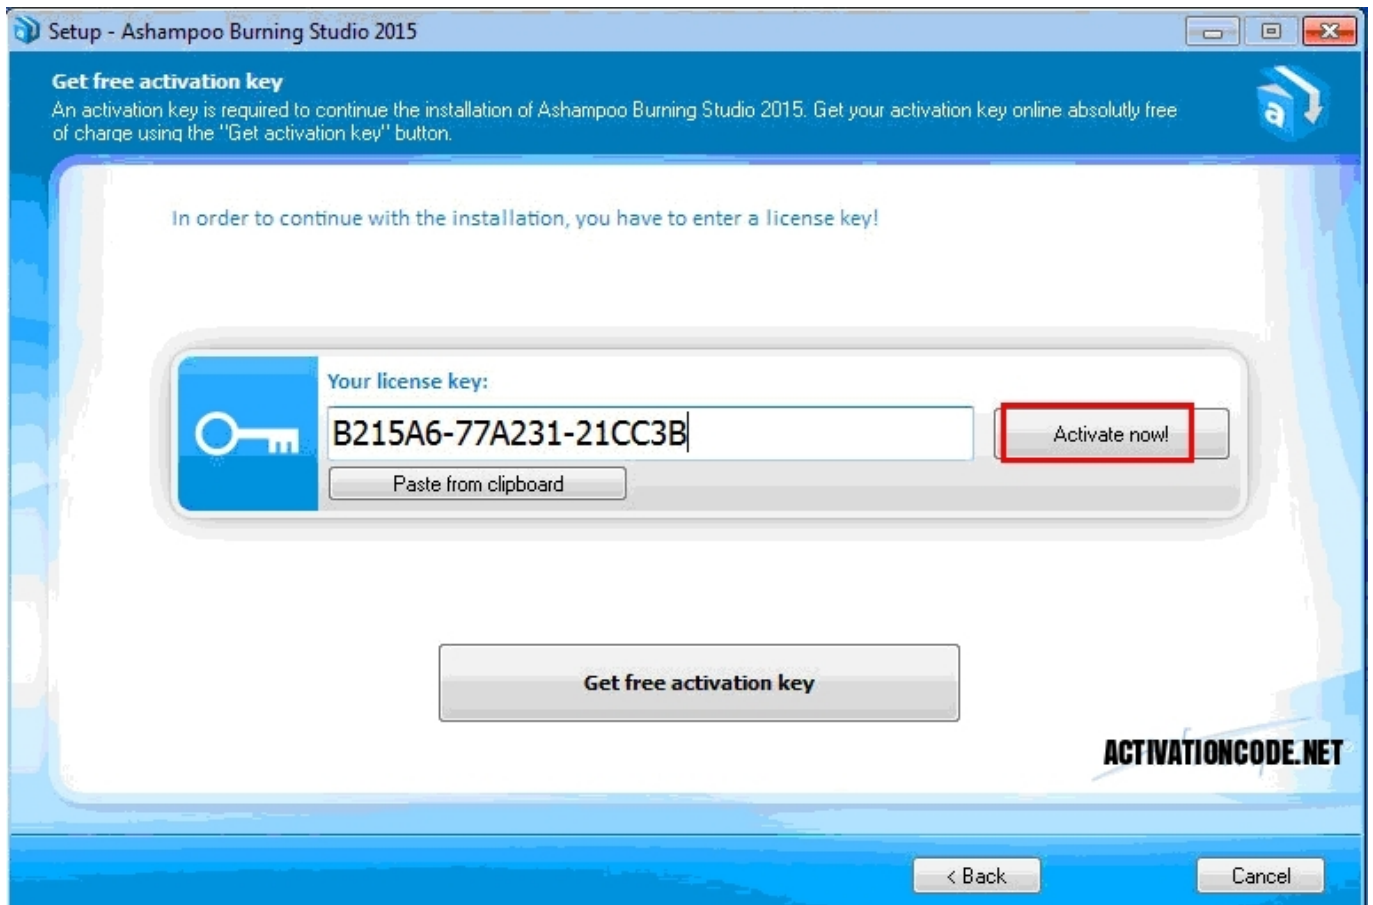 Setup - Ashampoo Burning Studio 2015
Get free activation key
An activation key is required to continue the installation of Ashampoo Burning Studio 2015. Get your activation key online absolutly free
of charge using the "Get activation key" button.
a
In order to continue with the installation, you have to enter a license key!
Your license key:
B215A6-77A231-21CC3B
Activate now!
Paste from clipboard
Get free activation key
ACTIVATIONCODE.NET
< Back
Cancel